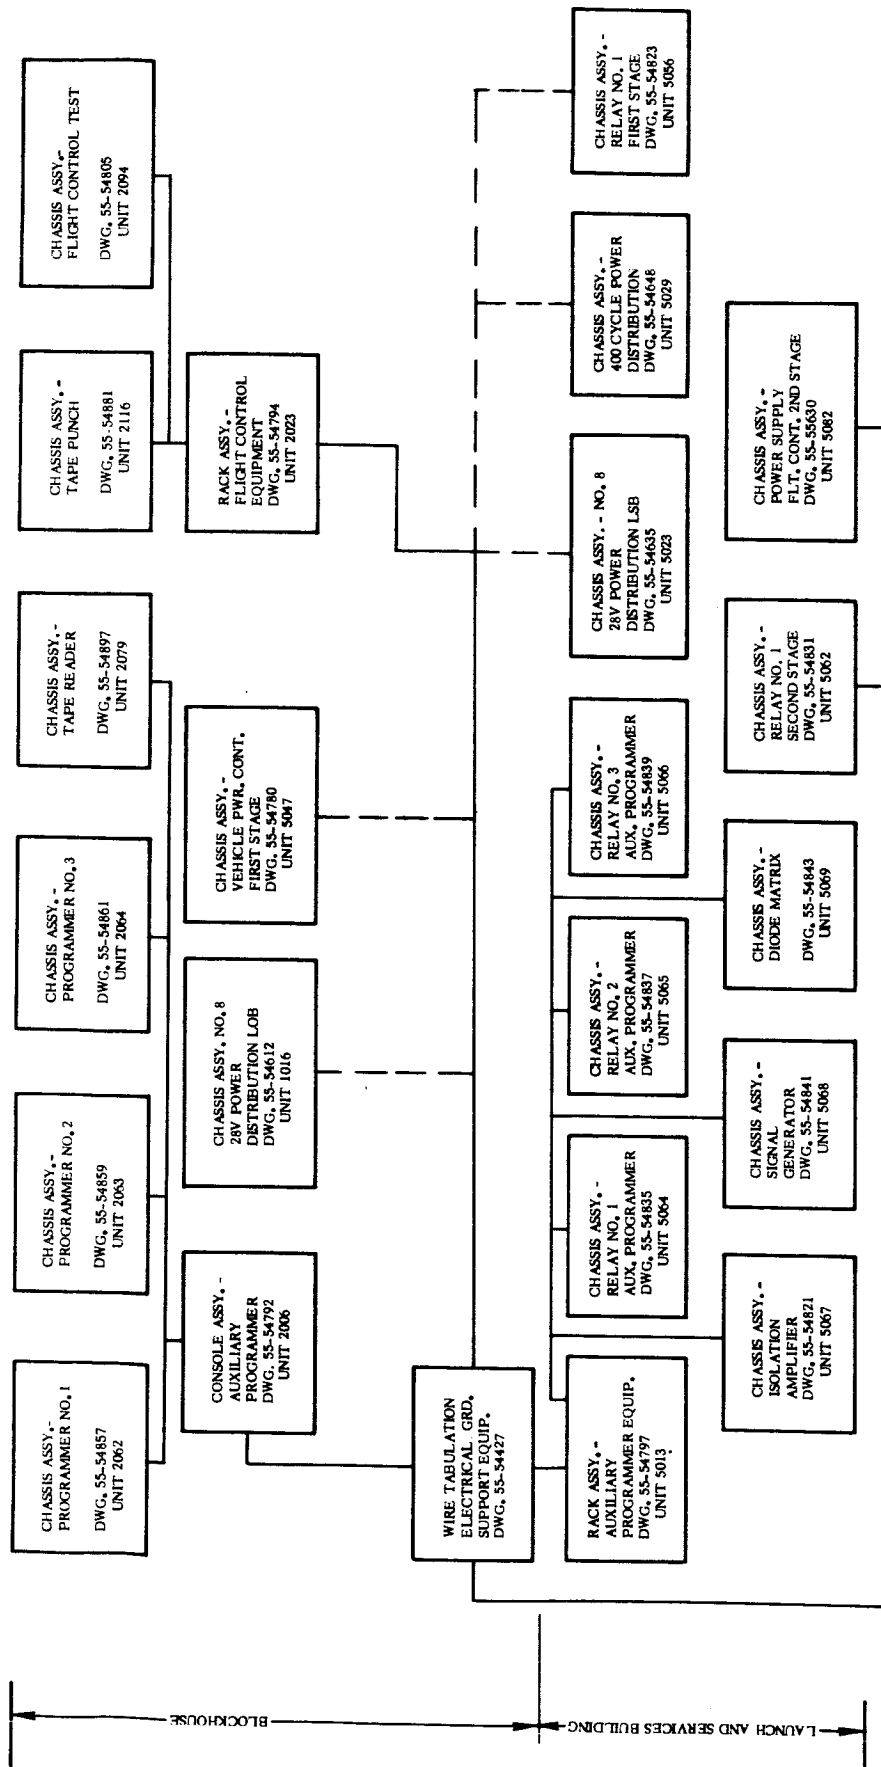 CHASSIS ASSY.-
PROGRAMMER NO.1
DWG. 55-54857
UNIT 2062
CHASSIS ASSY.-
PROGRAMMER NO.2
DWG. 55-54859
UNIT 2063
CHASSIS ASSY.-
PROGRAMMER NO.3
DWG. 55-54861
UNIT 2064
CHASSIS ASSY.-
TAPE READER
DWG. 55-54897
UNIT 2079
CHASSIS ASSY.-
TAPE PUNCH
DWG. 55-54881
UNIT 2116
CHASSIS ASSY.-
FLIGHT CONTROL TEST
DWG. 55-54805
UNIT 2094
CONSOLE ASSY.-
AUXILIARY
PROGRAMMER
DWG. 55-54792
UNIT 2006
CHASSIS ASSY. NO.8
28V POWER
DISTRIBUTION LOB
DWG. 55-54612
UNIT 1016
CHASSIS ASSY.-
VEHICLE PWR. CONT.
FIRST STAGE
DWG. 55-54780
UNIT 5047
RACK ASSY.-
FLIGHT CONTROL
EQUIPMENT
DWG. 55-54794
UNIT 2023
BLOCKHOUSE
WIRE TABULATION
ELECTRICAL GRD.
SUPPORT EQUIP.
DWG. 55-54427
LAUNCH AND SERVICES BUILDING
RACK ASSY.-
AUXILIARY
PROGRAMMER EQUIP.
DWG. 55-54797
UNIT 5013
CHASSIS ASSY.-
RELAY NO. 1
AUX. PROGRAMMER
DWG. 55-54835
UNIT 5064
CHASSIS ASSY.-
RELAY NO. 2
AUX. PROGRAMMER
DWG. 55-54837
UNIT 5065
CHASSIS ASSY.-
RELAY NO. 3
AUX. PROGRAMMER
DWG. 55-54839
UNIT 5066
CHASSIS ASSY.- NO. 8
28V POWER
DISTRIBUTION LSB
DWG. 55-54635
UNIT 5023
CHASSIS ASSY.-
400 CYCLE POWER
DISTRIBUTION
DWG. 55-54648
UNIT 5029
CHASSIS ASSY.-
RELAY NO. 1
FIRST STAGE
DWG. 55-54823
UNIT 5056
CHASSIS ASSY.-
ISOLATION
AMPLIFIER
DWG. 55-54821
UNIT 5067
CHASSIS ASSY.-
SIGNAL
GENERATOR
DWG. 55-54841
UNIT 5068
CHASSIS ASSY.-
DIODE MATRIX
DWG. 55-54843
UNIT 5069
CHASSIS ASSY.-
RELAY NO. 1
SECOND STAGE
DWG. 55-54831
UNIT 5062
CHASSIS ASSY.-
POWER SUPPLY
FLT. CONT. 2ND STAGE
DWG. 55-55630
UNIT 5082